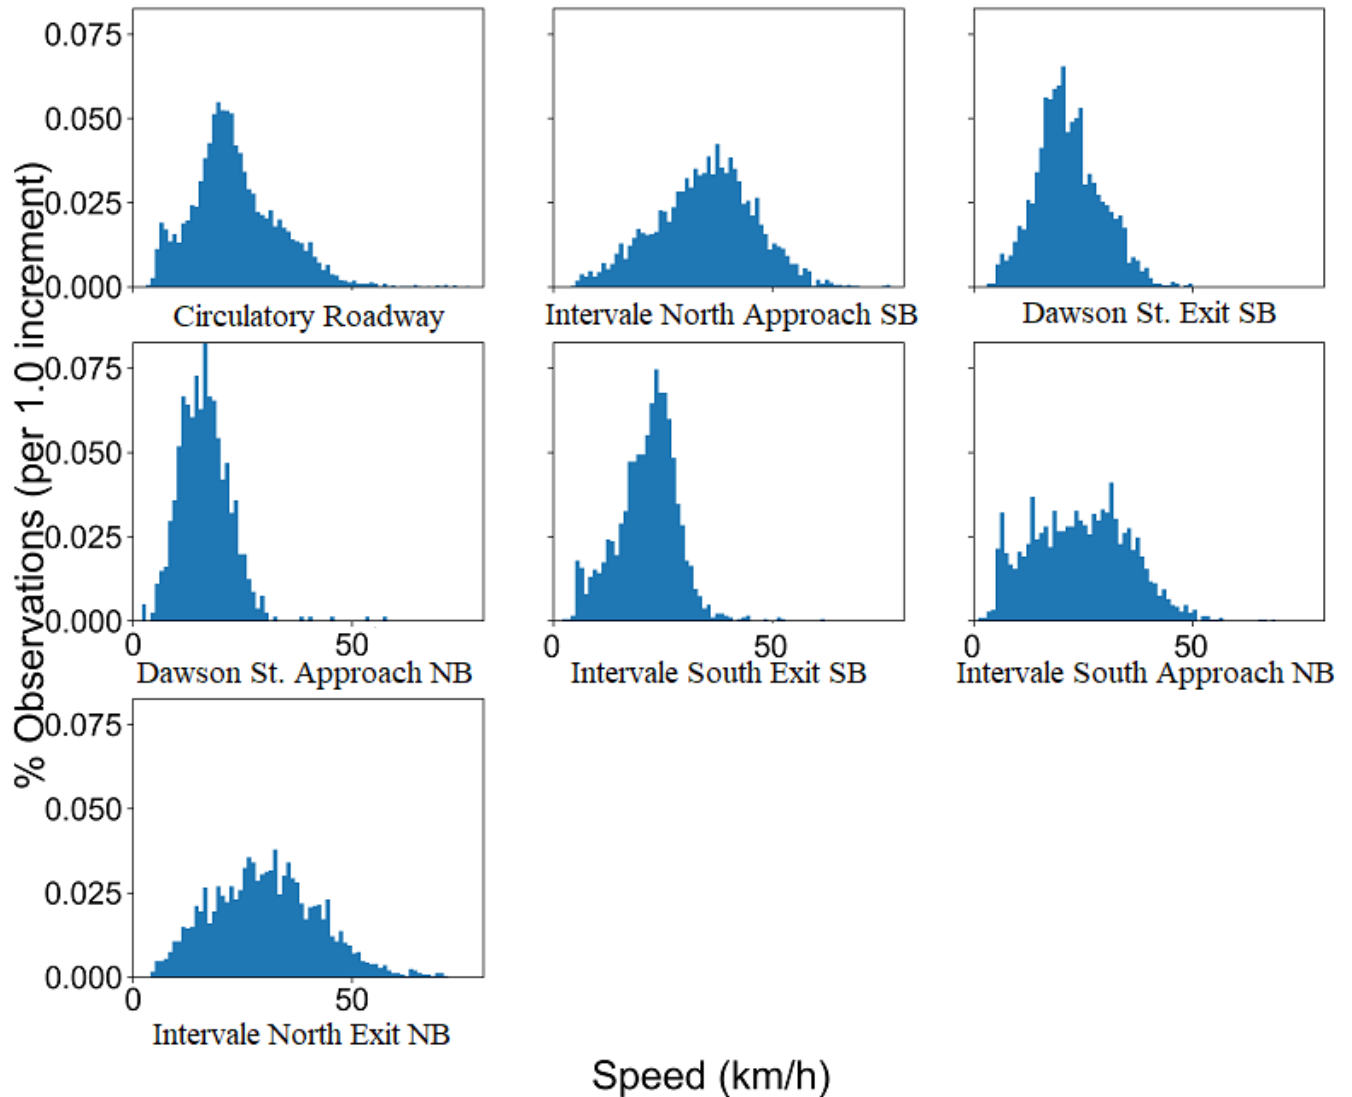 % Observations (per 1.0 increment)
0.075
0.050
0.025
0.000
Circulatory Roadway
Intervale North Approach SB
Dawson St. Exit SB
0.075
0.050
0.025
0.000
0
50
0
50
0
50
Dawson St. Approach NB
Intervale South Exit SB
Intervale South Approach NB
0.075
0.050
0.025
0.000
0
50
Intervale North Exit NB
Speed (km/h)